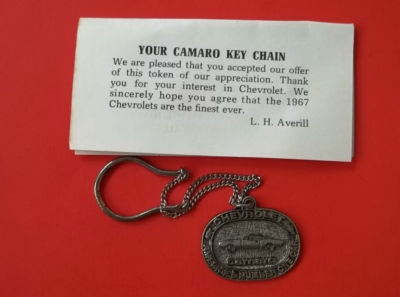 YOUR CAMARO KEY CHAIN
We are pleased that you accepted our offer
of this token of our appreciation. Thank
you for your interest in Chevrolet. We
sincerely hope you agree that the 1967
Chevrolets are the finest ever.
L. H. Averill
CHEVROLET